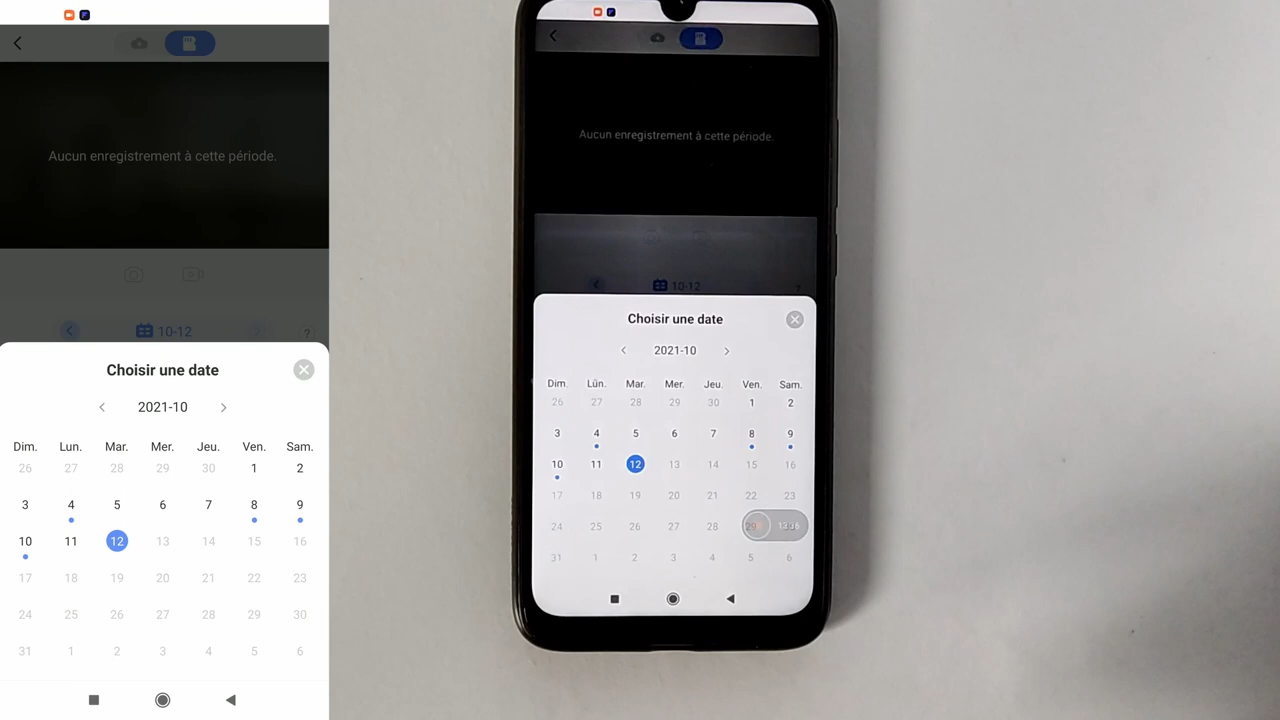 Aucun enregistrement à cette période.
10-12
?
Choisir une date
2021-10
Dim. Lun. Mar. Mer. Jeu. Ven. Sam.
26 27 28 29 30 1 2
3 4 5 6 7 8 9
10 11 12 13 14 15 16
17 18 19 20 21 22 23
24 25 26 27 28 29 30
31 1 2 3 4 5 6
Aucun enregistrement à cette période.
10-12
?
Choisir une date
2021-10
Dim. Lun. Mar. Mer. Jeu. Ven. Sam.
26 27 28 29 30 1 2
3 4 5 6 7 8 9
10 11 12 13 14 15 16
17 18 19 20 21 22 23
24 25 26 27 28 29
31 1 2 3 4 5 6